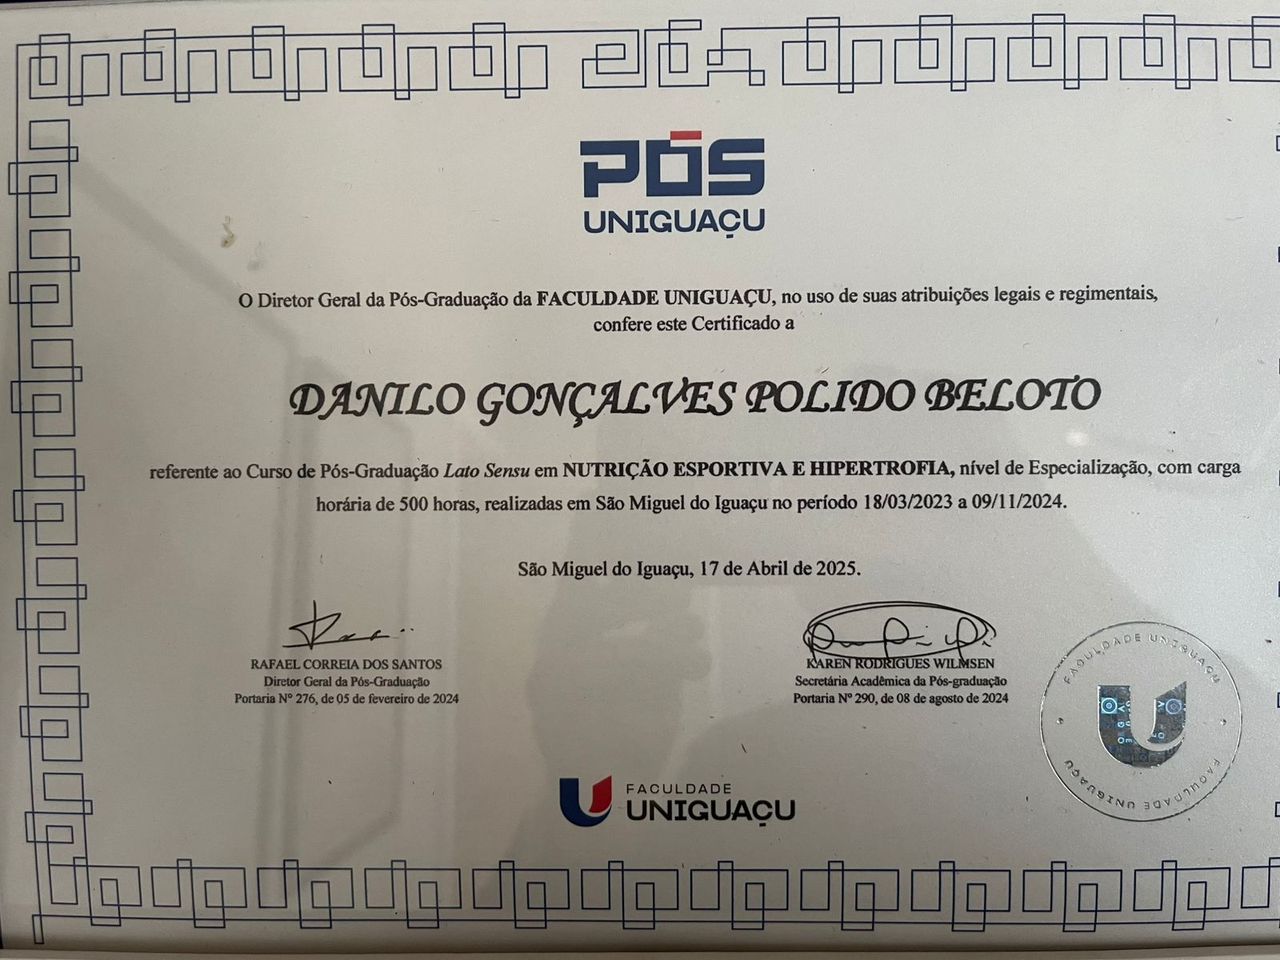 PÓS
UNIGUAÇU
O Diretor Geral da Pós-Graduação da FACULDADE UNIGUAÇU, no uso de suas atribuições legais e regimentais,
confere este Certificado a
DANILO GONÇALVES POLIDO BELOTO
referente ao Curso de Pós-Graduação Lato Sensu em NUTRIÇÃO ESPORTIVA E HIPERTROFIA, nível de Especialização, com carga
horária de 500 horas, realizadas em São Miguel do Iguaçu no período 18/03/2023 a 09/11/2024.
São Miguel do Iguaçu, 17 de Abril de 2025.
RAFAEL CORREIA DOS SANTOS
Diretor Geral da Pós-Graduação
Portaria Nº 276, de 05 de fevereiro de 2024
KAREN RODRIGUES WILMSEN
Secretária Acadêmica da Pós-graduação
Portaria Nº 290, de 08 de agosto de 2024
FACULDADE UNIGUAÇU
FACULDADE UNIGUAÇU
FACULDADE
UNIGUAÇU